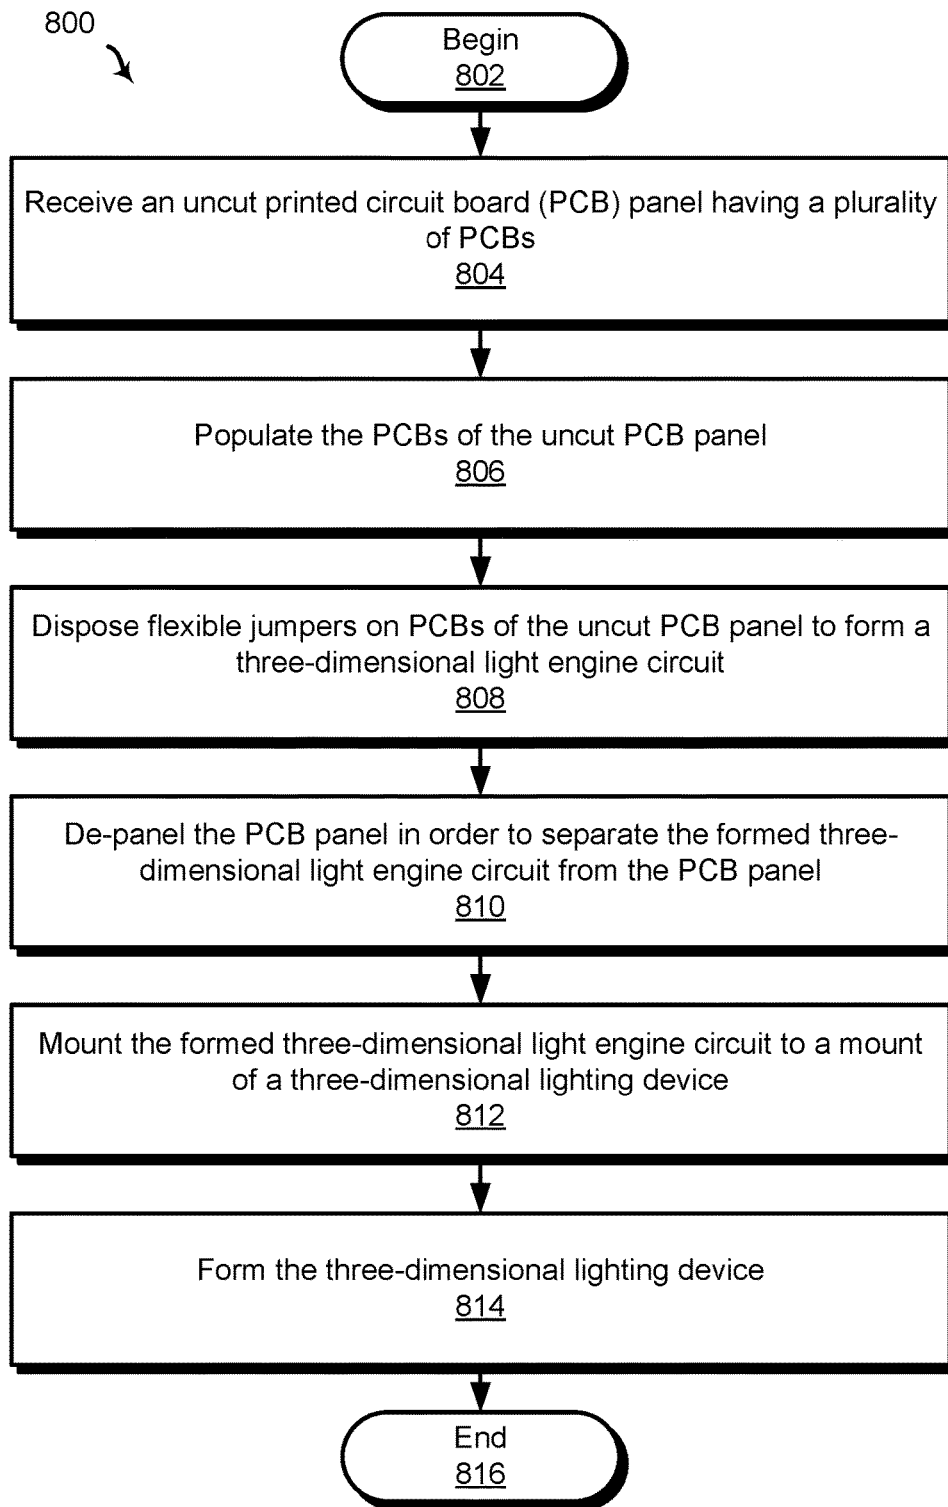 800
Begin
802
Receive an uncut printed circuit board (PCB) panel having a plurality
of PCBs
804
Populate the PCBs of the uncut PCB panel
806
Dispose flexible jumpers on PCBs of the uncut PCB panel to form a
three-dimensional light engine circuit
808
De-panel the PCB panel in order to separate the formed three-
dimensional light engine circuit from the PCB panel
810
Mount the formed three-dimensional light engine circuit to a mount
of a three-dimensional lighting device
812
Form the three-dimensional lighting device
814
End
816